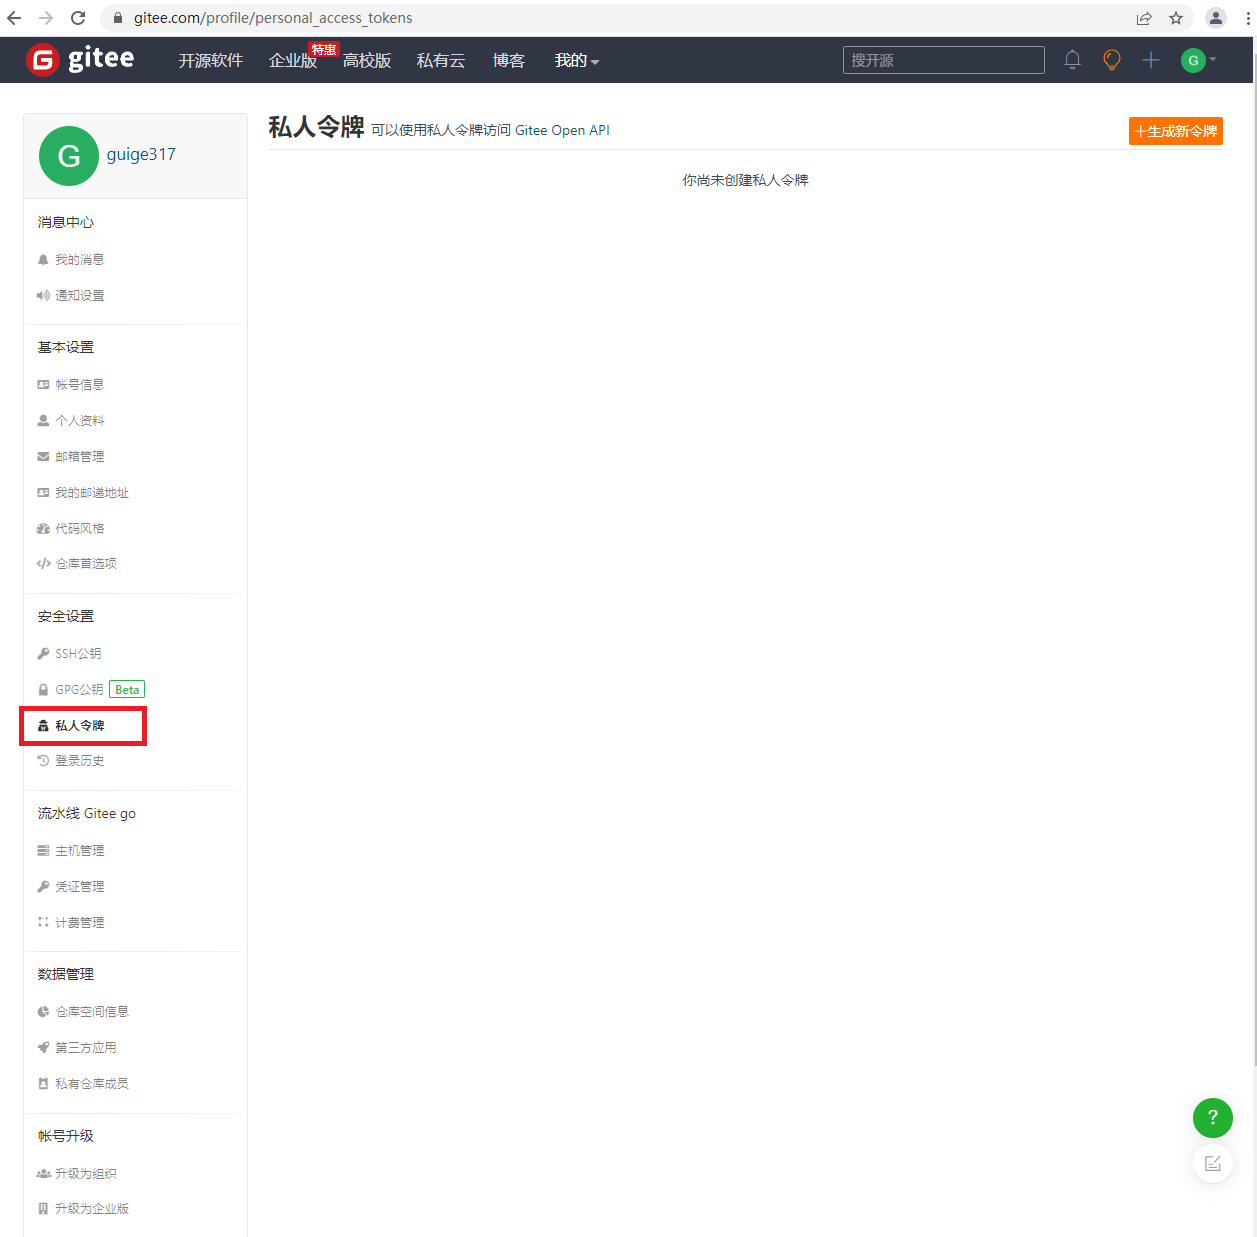 gitee.com/profile/personal_access_tokens
gitee
开源软件
企业版
特惠
高校版
私有云
博客
我的
搜开源
G
G
guige317
消息中心
我的消息
通知设置
基本设置
帐号信息
个人资料
邮箱管理
我的邮递地址
代码风格
仓库首选项
安全设置
SSH公钥
GPG公钥 Beta
私人令牌
登录历史
流水线 Gitee go
主机管理
凭证管理
计费管理
数据管理
仓库空间信息
第三方应用
私有仓库成员
帐号升级
升级为组织
升级为企业版
私人令牌 可以使用私人令牌访问 Gitee Open API
+生成新令牌
你尚未创建私人令牌
?